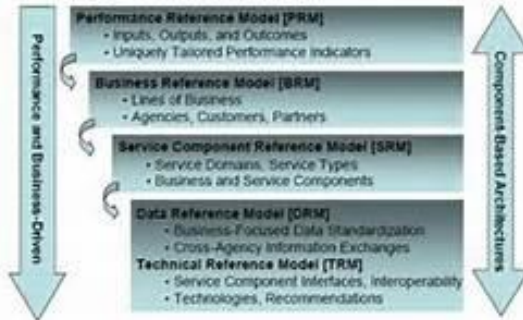 Performance Reference Model [PRM]
• Inputs, Outputs, and Outcomes
• Uniquely Tailored Performance Indicators
Business Reference Model [BRM]
• Lines of Business
• Agencies, Customers, Partners
Service Component Reference Model [SRM]
• Service Domains, Service Types
• Business and Service Components
Data Reference Model [DRM]
• Business-Focused Data Standardization
• Cross-Agency Information Exchanges
Technical Reference Model [TRM]
• Service Component Interfaces, Interoperability
• Technologies, Recommendations
Performance and Business-Driven
Component-Based Architectures